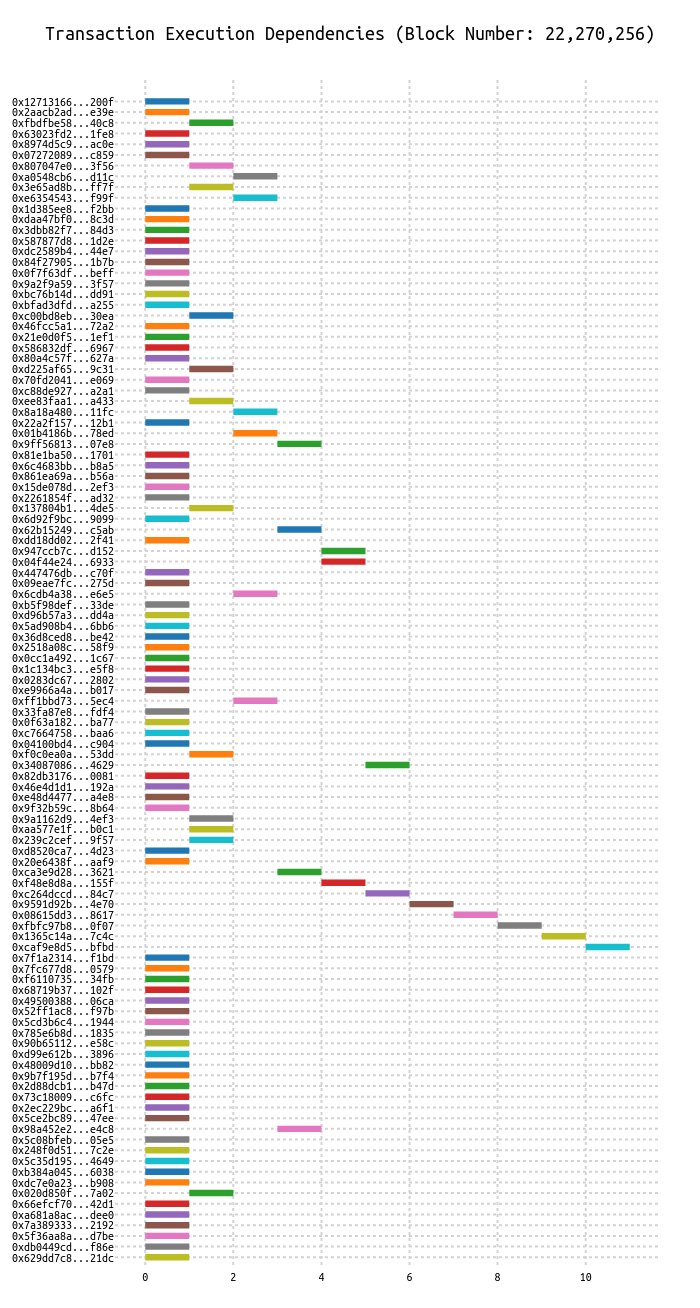 Transaction Execution Dependencies (Block Number: 22,270,256)
0x12713166...200f
0x2aacb2ad...e39e
0xfbdfbe58...40c8
0x63023fd2...1fe8
0x8974d5c9...ac0e
0x07272089...c859
0x807047e0...3f56
0xa0548cb6...d11c
0x3e65ad8b...ff7f
0xe6354543...f99f
0x1d385ee8...f2bb
0xdaa47bf0...8c3d
0x3dbb82f7...84d3
0x587877d8...1d2e
0xdc2589b4...44e7
0x84f27905...1b7b
0x0f7f63df...beff
0x9a2f9a59...3f57
0xbc76b14d...dd91
0xbfad3dfd...a255
0xc00bd8eb...30ea
0x46fcc5a1...72a2
0x21e0d0f5...1ef1
0x586832df...6967
0x80a4c57f...627a
0xd225af65...9c31
0x70fd2041...e069
0xc88de927...a2a1
0xee83faa1...a433
0x8a18a480...11fc
0x22a2f157...12b1
0x01b4186b...78ed
0x9ff56813...07e8
0x81e1ba50...1701
0x6c4683bb...b8a5
0x861ea69a...b56a
0x15de078d...2ef3
0x2261854f...ad32
0x137804b1...4de5
0x6d92f9bc...9099
0x62b15249...c5ab
0xdd18dd02...2f41
0x947ccb7c...d152
0x04f44e24...6933
0x447476db...c70f
0x09eae7fc...275d
0x6cdb4a38...e6e5
0xb5f98def...33de
0xd96b57a3...dd4a
0x5ad908b4...6bb6
0x36d8ced8...be42
0x2518a08c...58f9
0x0cc1a492...1c67
0x1c134bc3...e5f8
0x0283dc67...2802
0xe9966a4a...b017
0xff1bbd73...5ec4
0x33fa87e8...fdf4
0x0f63a182...ba77
0xc7664758...baa6
0x04100bd4...c904
0xf0c0ea0a...53dd
0x34087086...4629
0x82db3176...0081
0x46e4d1d1...192a
0xe48d4477...a4e8
0x9f32b59c...8b64
0x9a1162d9...4ef3
0xaa577e1f...b0c1
0x239c2cef...9f57
0xd8520ca7...4d23
0x20e6438f...aaf9
0xca3e9d28...3621
0xf48e8d8a...155f
0xc264dccd...84c7
0x9591d92b...4e70
0x08615dd3...8617
0xfbfc97b8...0f07
0x1365c14a...7c4c
0xcaf9e8d5...bfbd
0x7f1a2314...f1bd
0x7fc677d8...0579
0xf6110735...34fb
0x68719b37...102f
0x49500388...06ca
0x52ff1ac8...f97b
0x5cd3b6c4...1944
0x785e6b8d...1835
0x90b65112...e58c
0xd99e612b...3896
0x48009d10...bb82
0x9b7f195d...b7f4
0x2d88dcb1...b47d
0x73c18009...c6fc
0x2ec229bc...a6f1
0x5ce2bc89...47ee
0x98a452e2...e4c8
0x5c08bfeb...05e5
0x248f0d51...7c2e
0x5c35d195...4649
0xb384a045...6038
0xdc7e0a23...b908
0x020d850f...7a02
0x66efcf70...42d1
0xa681a8ac...dee0
0x7a389333...2192
0x5f36aa8a...d7be
0xdb0449cd...f86e
0x629dd7c8...21dc
0 2 4 6 8 10